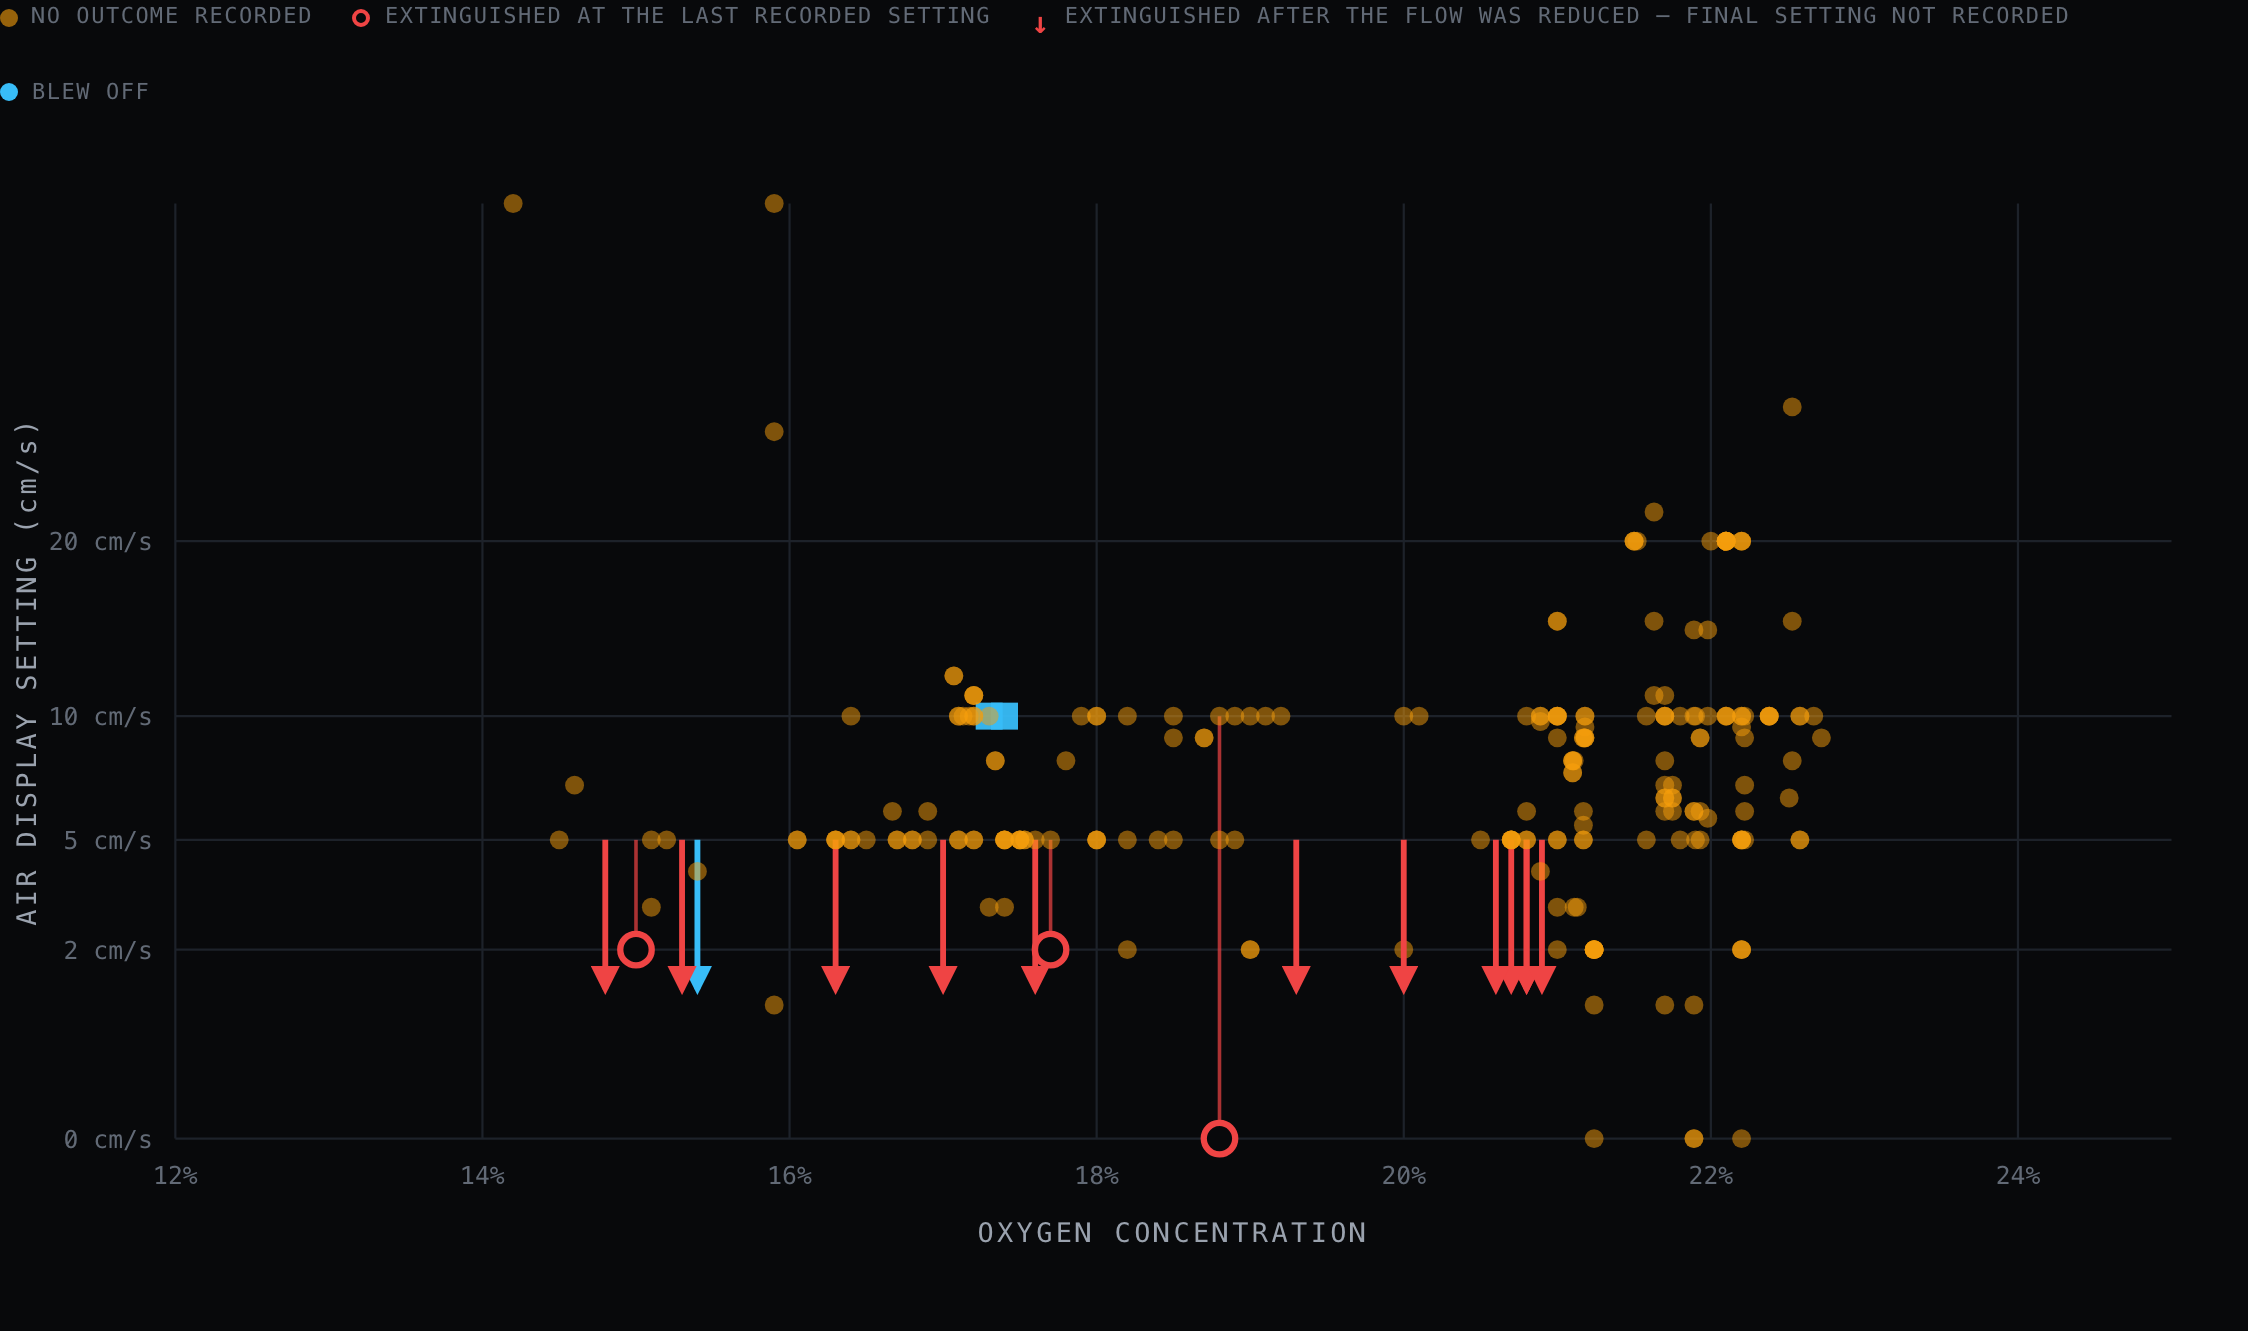 NO OUTCOME RECORDED
EXTINGUISHED AT THE LAST RECORDED SETTING
↓ EXTINGUISHED AFTER THE FLOW WAS REDUCED — FINAL SETTING NOT RECORDED
BLEW OFF
AIR DISPLAY SETTING (cm/s)
20 cm/s
10 cm/s
5 cm/s
2 cm/s
0 cm/s
12% 14% 16% 18% 20% 22% 24%
OXYGEN CONCENTRATION